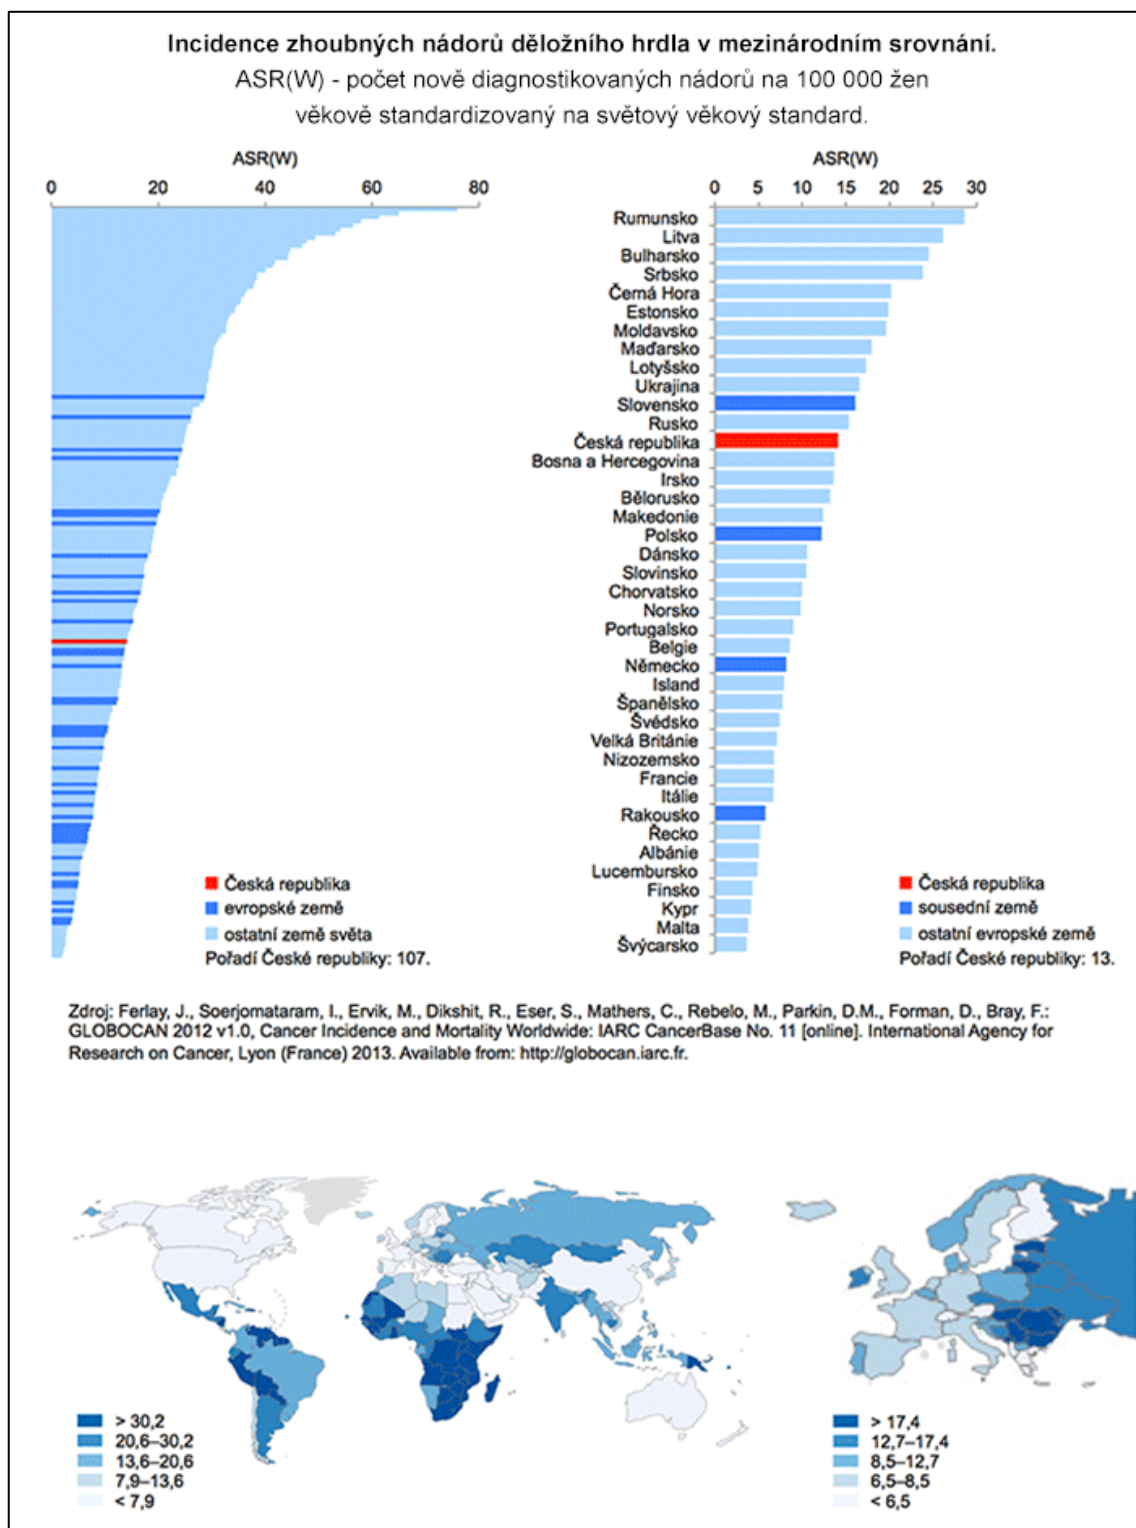 Incidence zhoubných nádorů děložního hrdla v mezinárodním srovnání.
ASR(W) - počet nově diagnostikovaných nádorů na 100 000 žen
věkově standardizovaný na světový věkový standard.
ASR(W)
0 20 40 60 80
Česká republika
evropské země
ostatní země světa
Pořadí České republiky: 107.
ASR(W)
0 5 10 15 20 25 30
Rumunsko
Litva
Bulharsko
Srbsko
Černá Hora
Estonsko
Moldavsko
Maďarsko
Lotyšsko
Ukrajina
Slovensko
Rusko
Česká republika
Bosna a Hercegovina
Irsko
Bělorusko
Makedonie
Polsko
Dánsko
Slovinsko
Chorvatsko
Norsko
Portugalsko
Belgie
Německo
Island
Španělsko
Švédsko
Velká Británie
Nizozemsko
Francie
Itálie
Rakousko
Řecko
Albánie
Lucembursko
Finsko
Kypr
Malta
Švýcarsko
Česká republika
sousední země
ostatní evropské země
Pořadí České republiky: 13.
Zdroj: Ferlay, J., Soerjomataram, I., Ervik, M., Dikshit, R., Eser, S., Mathers, C., Rebelo, M., Parkin, D.M., Forman, D., Bray, F.:
GLOBOCAN 2012 v1.0, Cancer Incidence and Mortality Worldwide: IARC CancerBase No. 11 [online]. International Agency for
Research on Cancer, Lyon (France) 2013. Available from: http://globocan.iarc.fr.
> 30,2
20,6–30,2
13,6–20,6
7,9–13,6
< 7,9
> 17,4
12,7–17,4
8,5–12,7
6,5–8,5
< 6,5